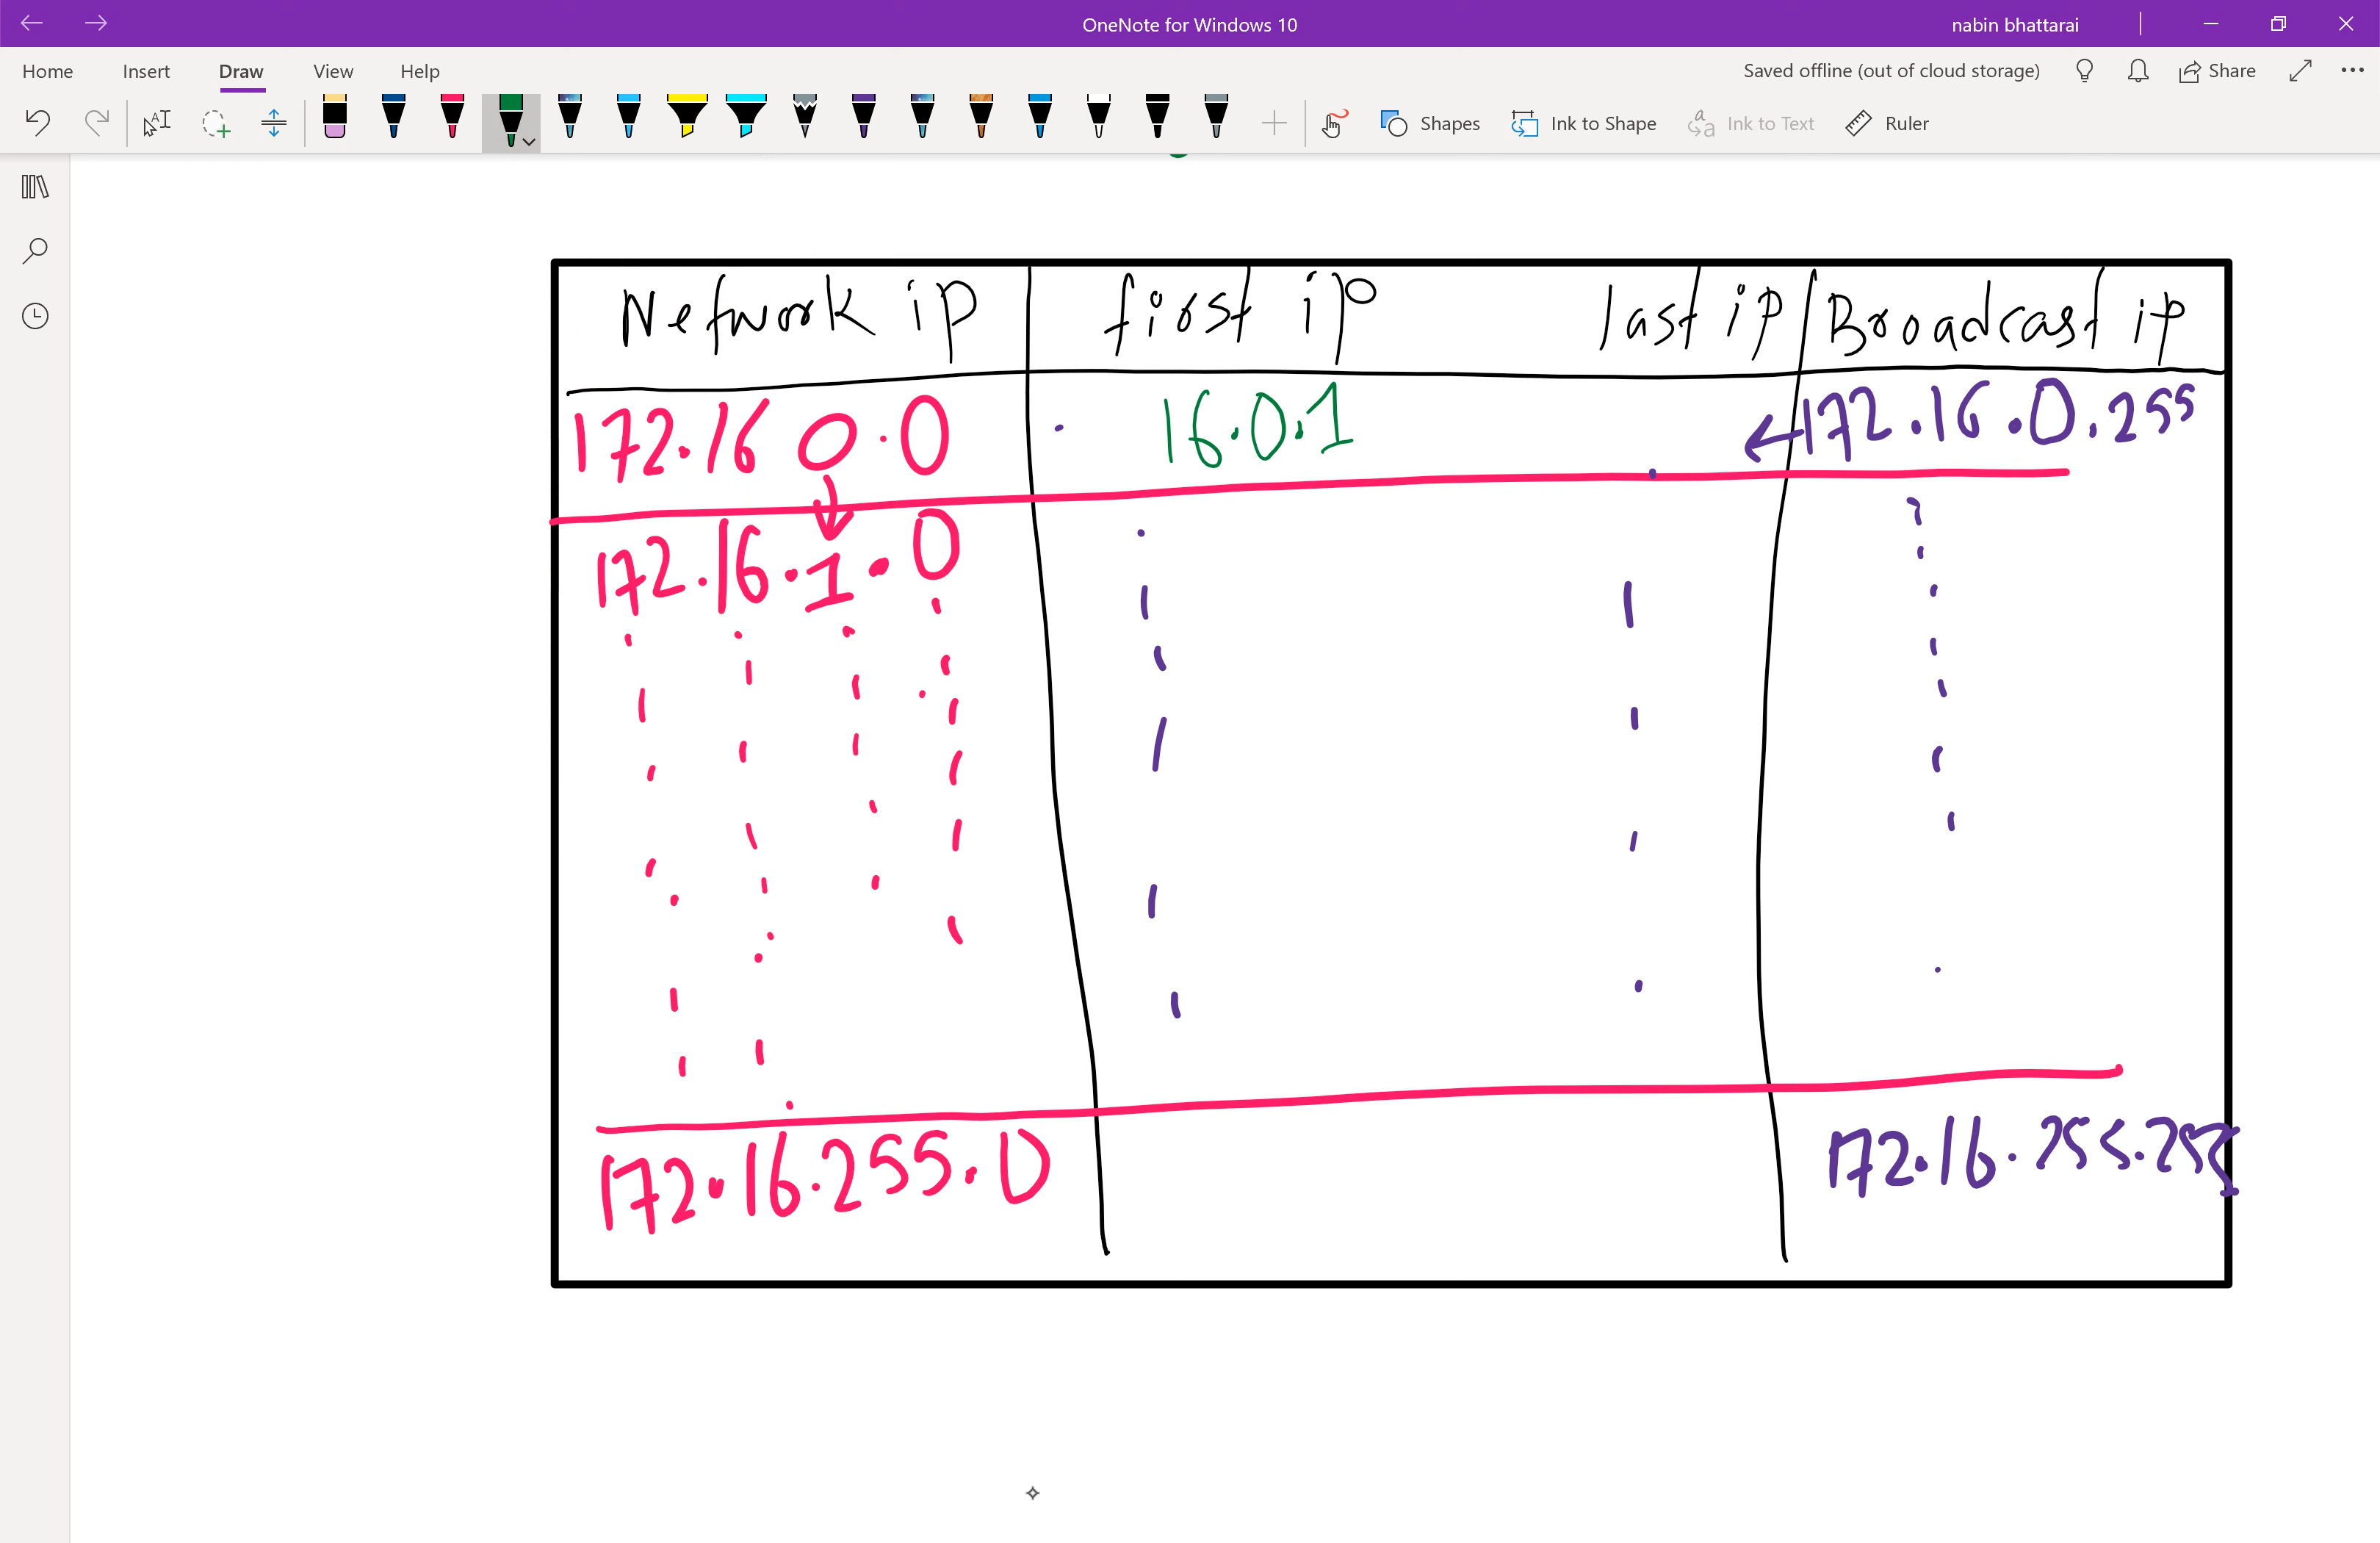 OneNote for Windows 10
nabin bhattarai
Home Insert Draw View Help
Saved offline (out of cloud storage) Share
Shapes Ink to Shape Ink to Text Ruler
Network ip first ip last ip Broadcast ip
172.16 0.0 16.0.1 172.16.0.255
172.16.1.0
172.16.255.0 172.16.255.255